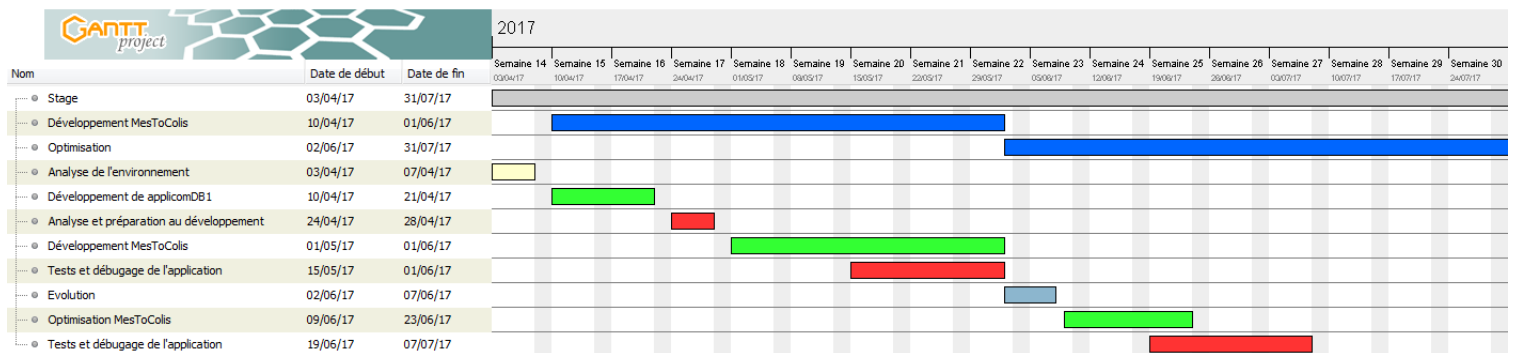 GANTT
project
2017
Semaine 14 Semaine 15 Semaine 16 Semaine 17 Semaine 18 Semaine 19 Semaine 20 Semaine 21 Semaine 22 Semaine 23 Semaine 24 Semaine 25 Semaine 26 Semaine 27 Semaine 28 Semaine 29 Semaine 30
Nom Date de début Date de fin 03/04/17 10/04/17 17/04/17 24/04/17 01/05/17 08/05/17 15/05/17 22/05/17 29/05/17 05/06/17 12/06/17 19/06/17 26/06/17 03/07/17 10/07/17 17/07/17 24/07/17
Stage 03/04/17 31/07/17
Développement MesToColis 10/04/17 01/06/17
Optimisation 02/06/17 31/07/17
Analyse de l'environnement 03/04/17 07/04/17
Développement de applicomDB1 10/04/17 21/04/17
Analyse et préparation au développement 24/04/17 28/04/17
Développement MesToColis 01/05/17 01/06/17
Tests et débugage de l'application 15/05/17 01/06/17
Evolution 02/06/17 07/06/17
Optimisation MesToColis 09/06/17 23/06/17
Tests et débugage de l'application 19/06/17 07/07/17